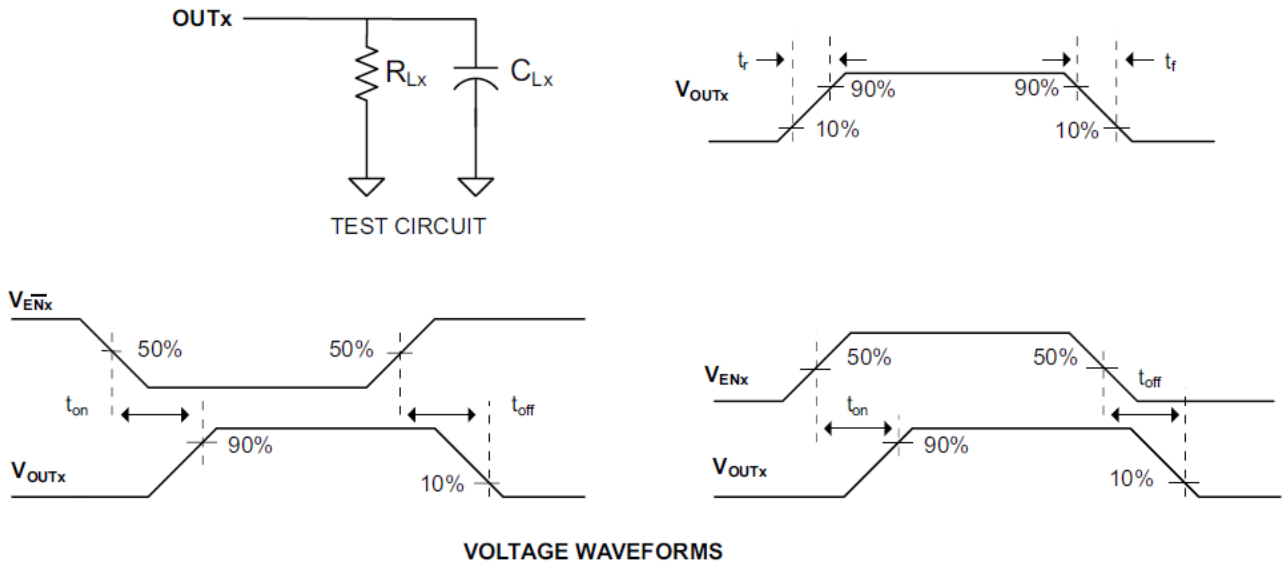 OUTx
RLx
CLx
TEST CIRCUIT
tr
tf
VOUTx
90%
90%
10%
10%
VEN̅x
50%
50%
ton
toff
90%
VOUTx
10%
VENx
50%
50%
toff
ton
90%
VOUTx
10%
VOLTAGE WAVEFORMS